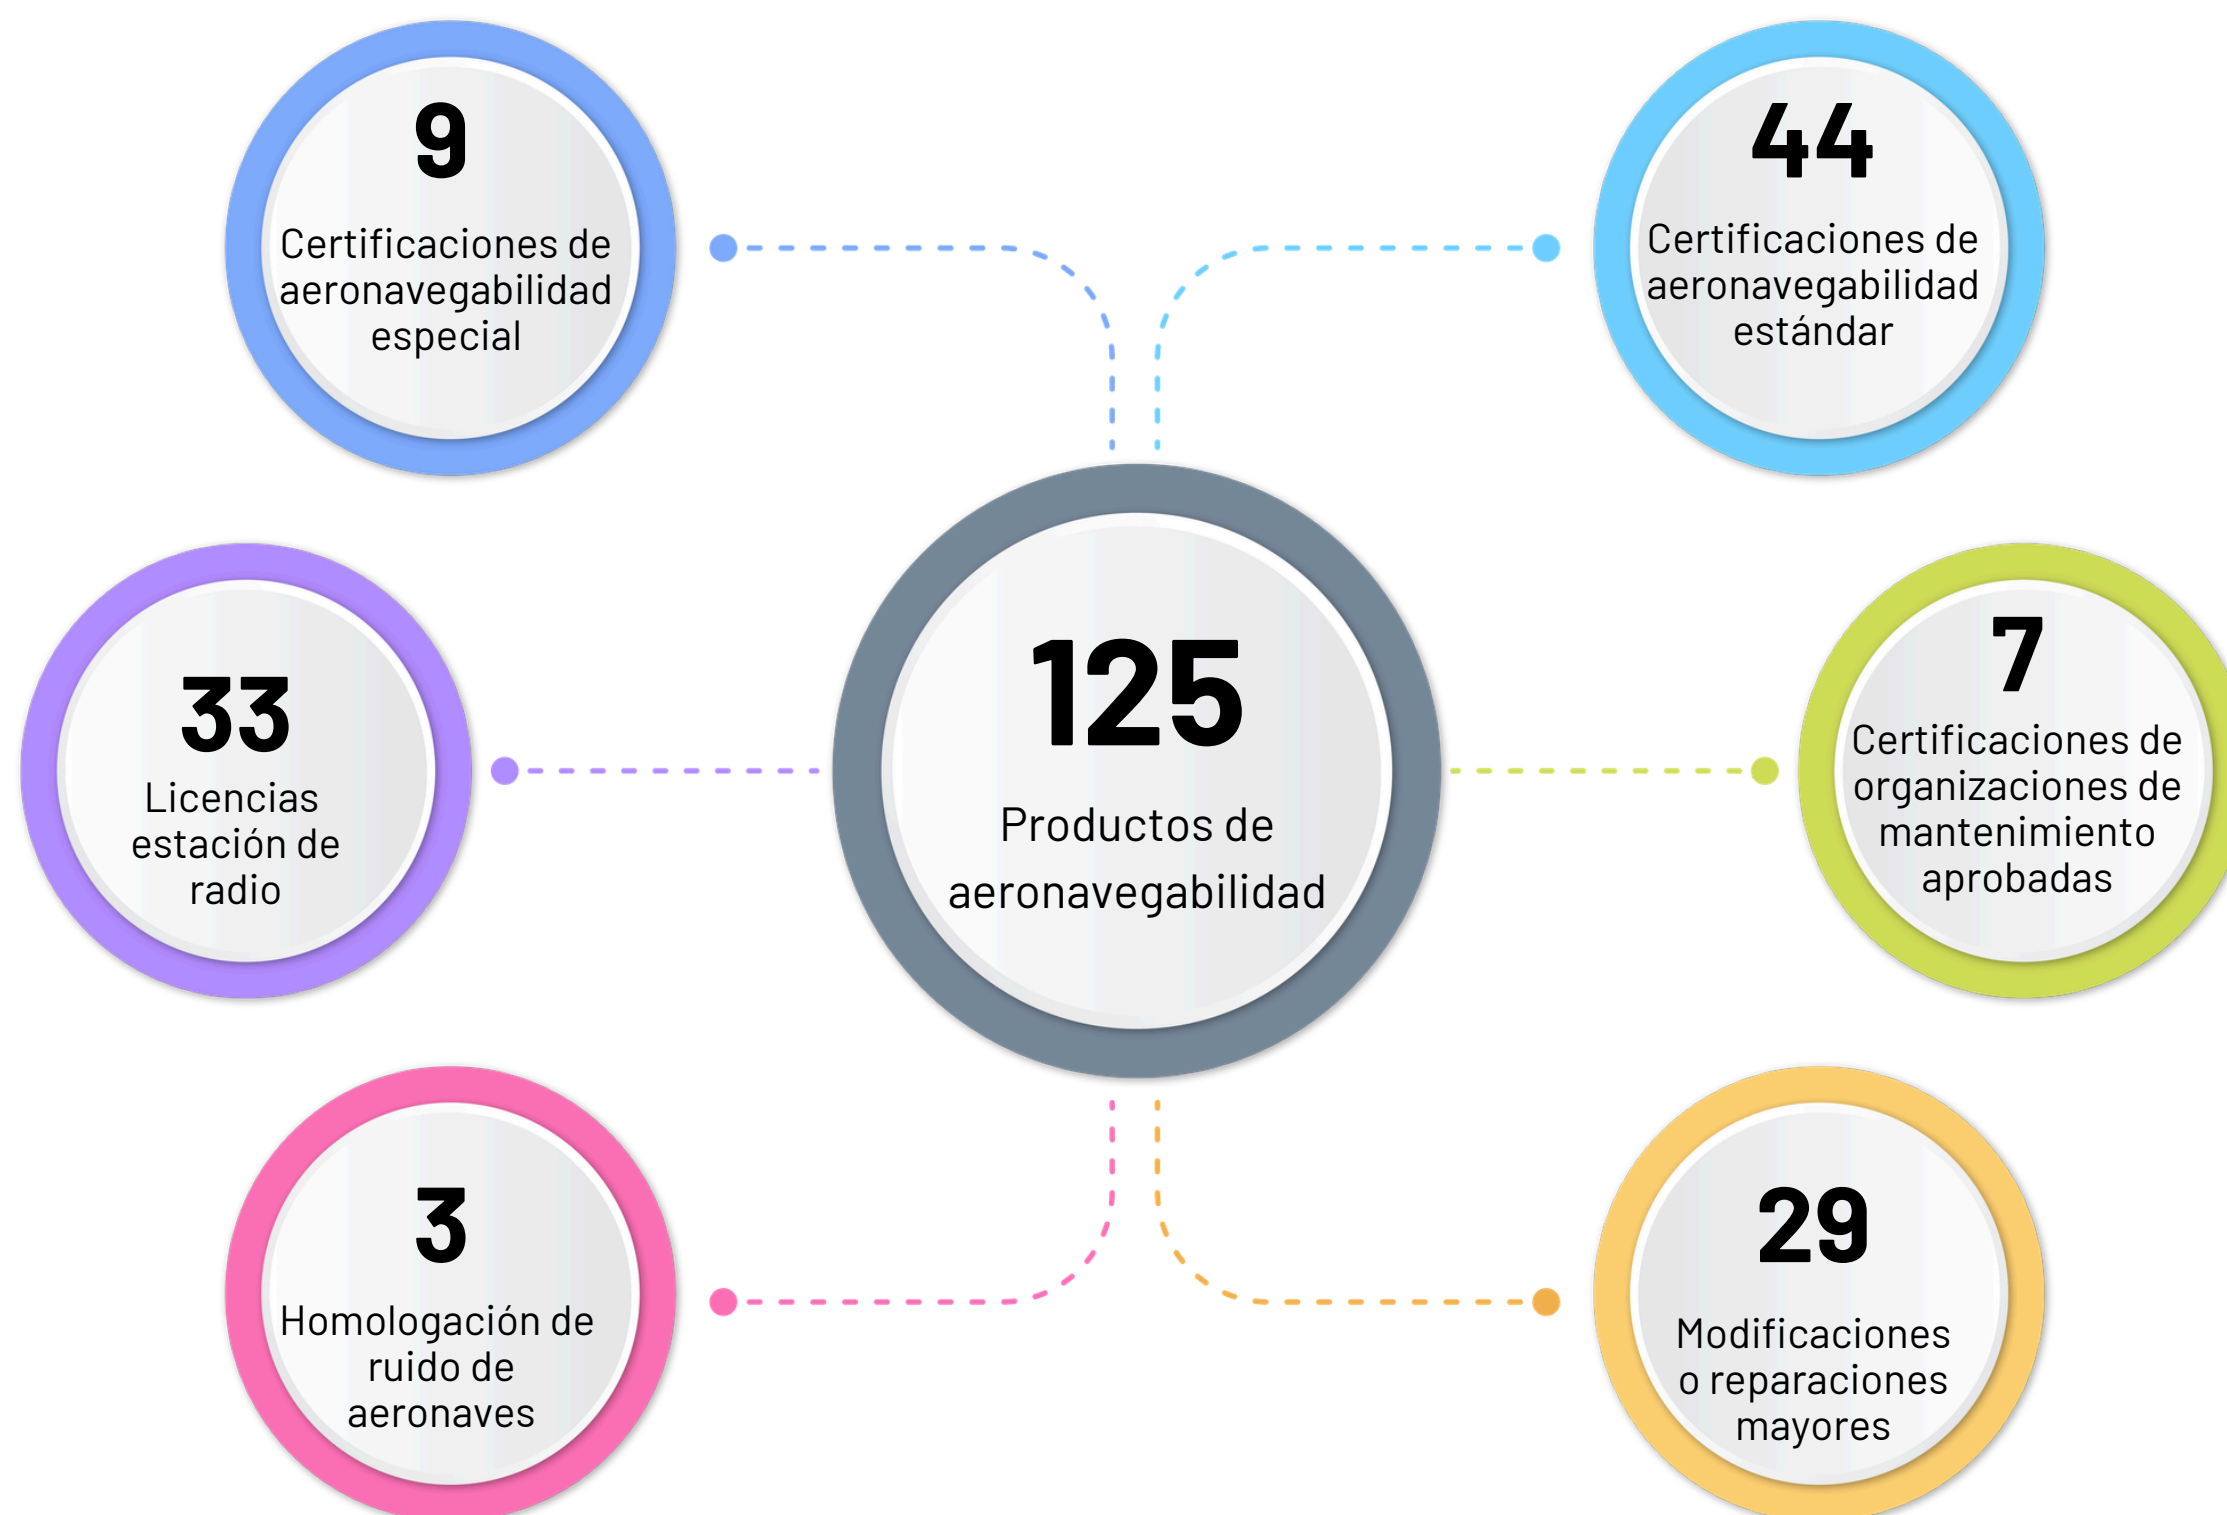 9
Certificaciones de
aeronavegabilidad
especial
44
Certificaciones de
aeronavegabilidad
estándar
33
Licencias
estación de
radio
125
Productos de
aeronavegabilidad
7
Certificaciones de
organizaciones de
mantenimiento
aprobadas
3
Homologación de
ruido de
aeronaves
29
Modificaciones
o reparaciones
mayores